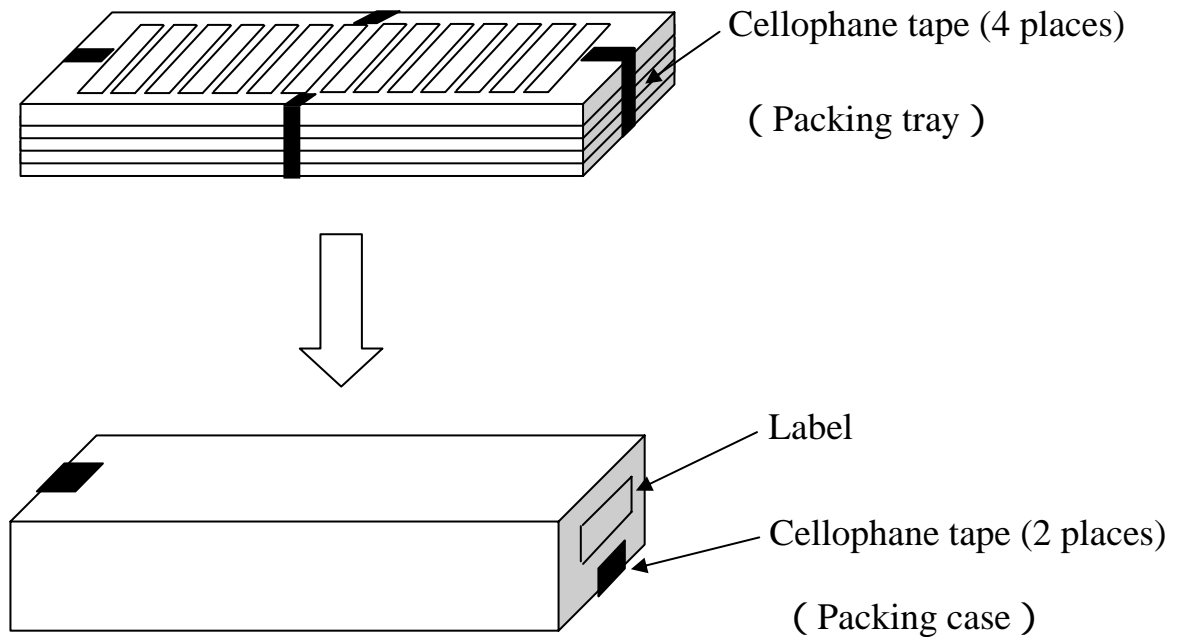 Cellophane tape (4 places)
( Packing tray )
Label
Cellophane tape (2 places)
( Packing case )